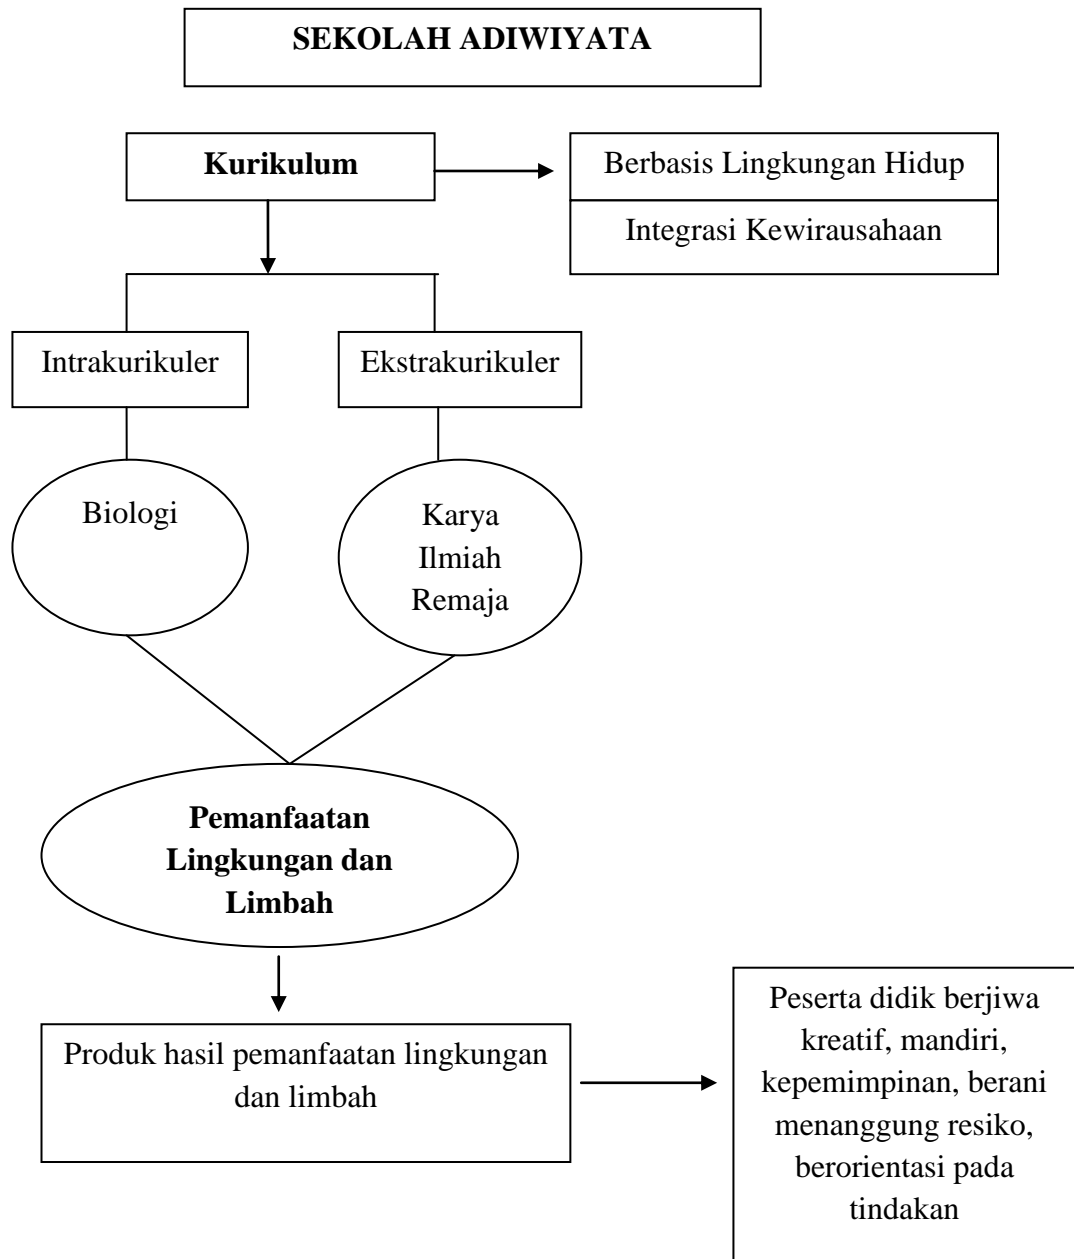 SEKOLAH ADIWIYATA
Kurikulum
Berbasis Lingkungan Hidup
Integrasi Kewirausahaan
Intrakurikuler
Ekstrakurikuler
Biologi
Karya
Ilmiah
Remaja
Pemanfaatan
Lingkungan dan
Limbah
Produk hasil pemanfaatan lingkungan
dan limbah
Peserta didik berjiwa
kreatif, mandiri,
kepemimpinan, berani
menanggung resiko,
berorientasi pada
tindakan